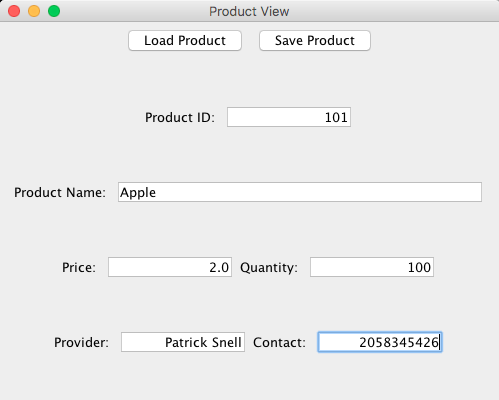 Product View
Load Product Save Product
Product ID: 101
Product Name: Apple
Price: 2.0 Quantity: 100
Provider: Patrick Snell Contact: 2058345426